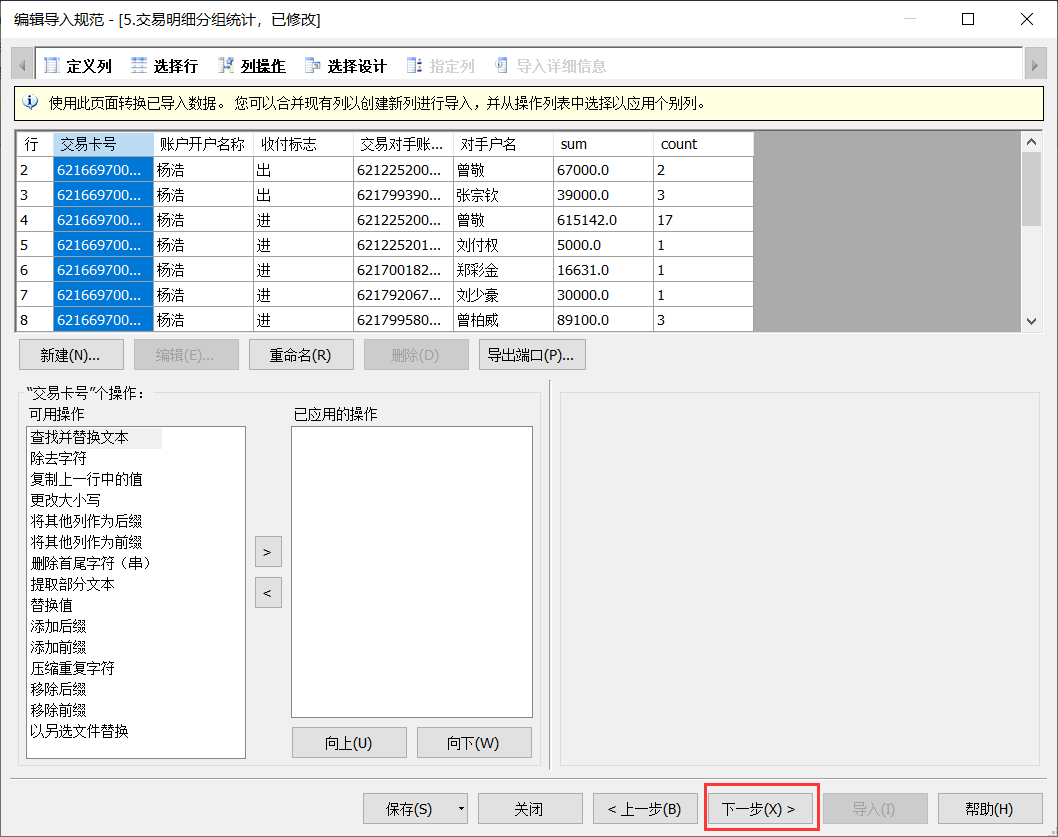 编辑导入规范 - [5.交易明细分组统计，已修改]
定义列 选择行 列操作 选择设计 指定列 导入详细信息
使用此页面转换已导入数据。您可以合并现有列以创建新列进行导入，并从操作列表中选择以应用个别列。
行 交易卡号 账户开户名称 收付标志 交易对手账... 对手户名 sum count
2 621669700... 杨浩 出 621225200... 曾敬 67000.0 2
3 621669700... 杨浩 出 621799390... 张宗钦 39000.0 3
4 621669700... 杨浩 进 621225200... 曾敬 615142.0 17
5 621669700... 杨浩 进 621225201... 刘付权 5000.0 1
6 621669700... 杨浩 进 621700182... 郑彩金 16631.0 1
7 621669700... 杨浩 进 621792067... 刘少豪 30000.0 1
8 621669700... 杨浩 进 621799580... 曾柏威 89100.0 3
新建(N)... 编辑(E)... 重命名(R) 删除(D) 导出端口(P)...
“交易卡号”个操作：
可用操作 已应用的操作
查找并替换文本
除去字符
复制上一行中的值
更改大小写
将其他列作为后缀
将其他列作为前缀
删除首尾字符（串）
提取部分文本
替换值
添加后缀
添加前缀
压缩重复字符
移除后缀
移除前缀
以另选文件替换
>
<
向上(U) 向下(W)
保存(S) 关闭 < 上一步(B) 下一步(X) > 导入(I) 帮助(H)